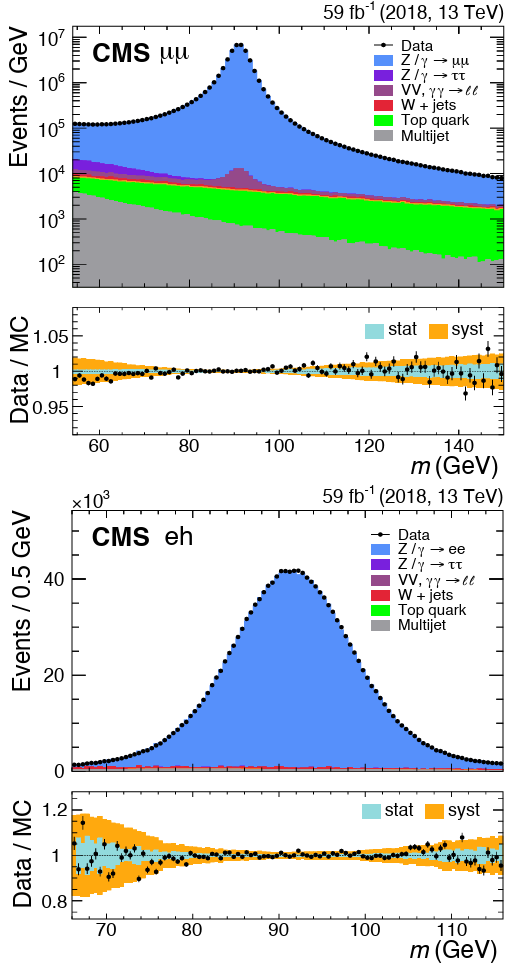 59 fb⁻¹ (2018, 13 TeV)
Events / GeV
10⁷
10⁶
10⁵
10⁴
10³
10²
CMS μμ
Data
Z/γ → μμ
Z/γ → ττ
VV, γγ → ℓℓ
W + jets
Top quark
Multijet
Data / MC
1.05
1
0.95
stat
syst
60 80 100 120 140
m (GeV)
×10³
59 fb⁻¹ (2018, 13 TeV)
Events / 0.5 GeV
40
20
0
CMS eh
Data
Z/γ → ee
Z/γ → ττ
VV, γγ → ℓℓ
W + jets
Top quark
Multijet
Data / MC
1.2
1
0.8
stat
syst
70 80 90 100 110
m (GeV)